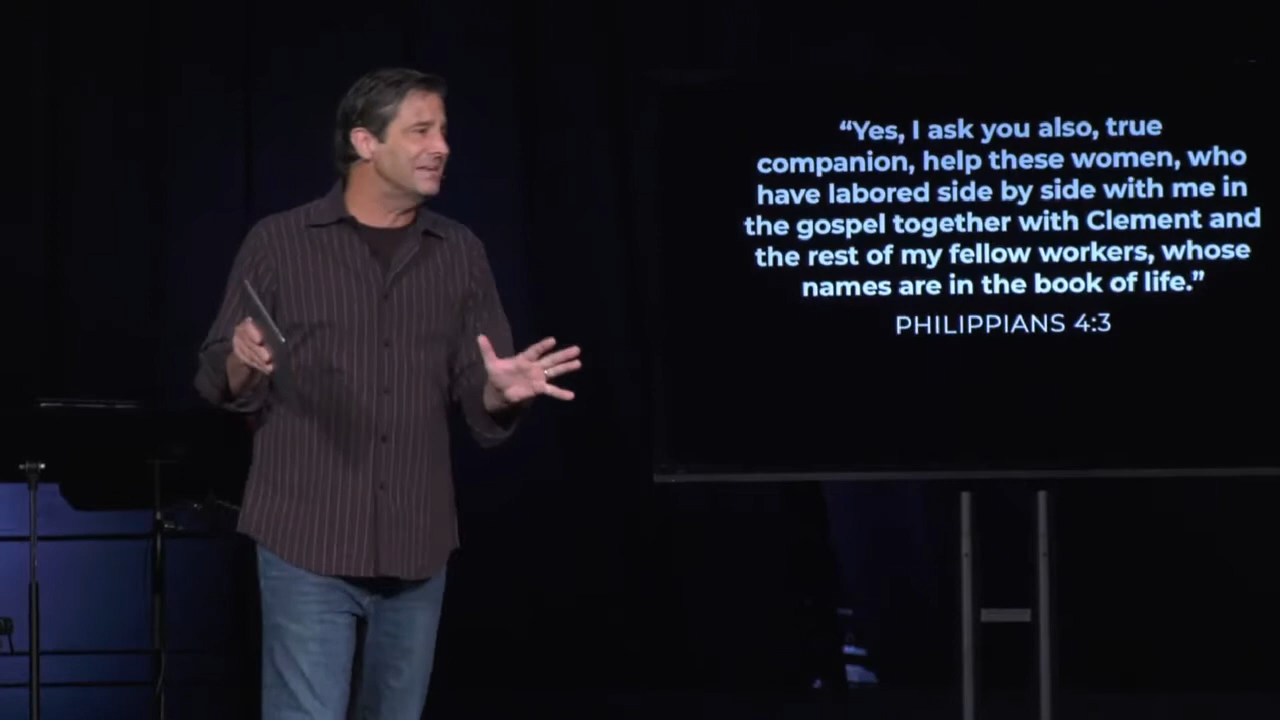 “Yes, I ask you also, true
companion, help these women, who
have labored side by side with me in
the gospel together with Clement and
the rest of my fellow workers, whose
names are in the book of life.”
PHILIPPIANS 4:3